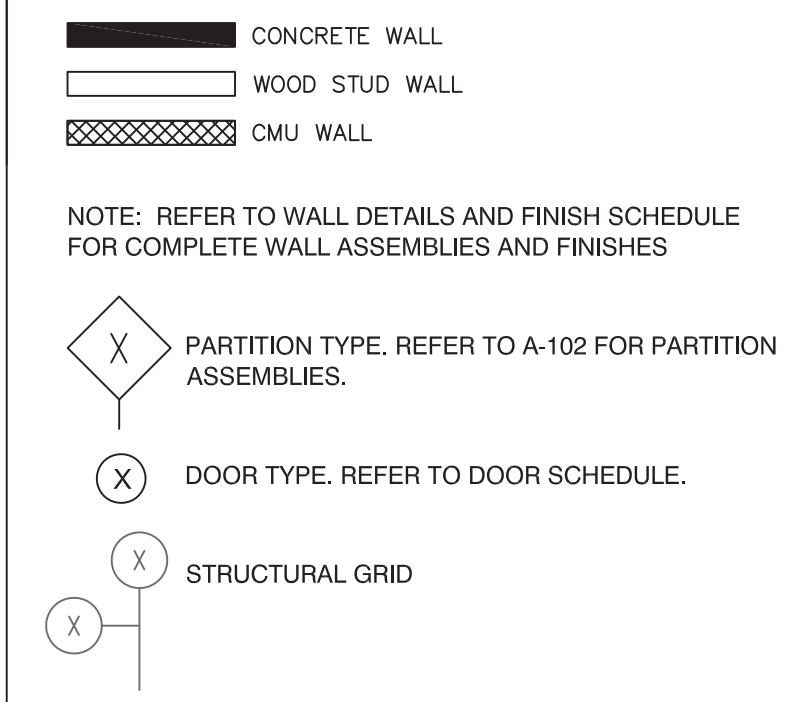 CONCRETE WALL
WOOD STUD WALL
CMU WALL
NOTE: REFER TO WALL DETAILS AND FINISH SCHEDULE
FOR COMPLETE WALL ASSEMBLIES AND FINISHES
X
PARTITION TYPE. REFER TO A-102 FOR PARTITION
ASSEMBLIES.
X
DOOR TYPE. REFER TO DOOR SCHEDULE.
X
STRUCTURAL GRID
X